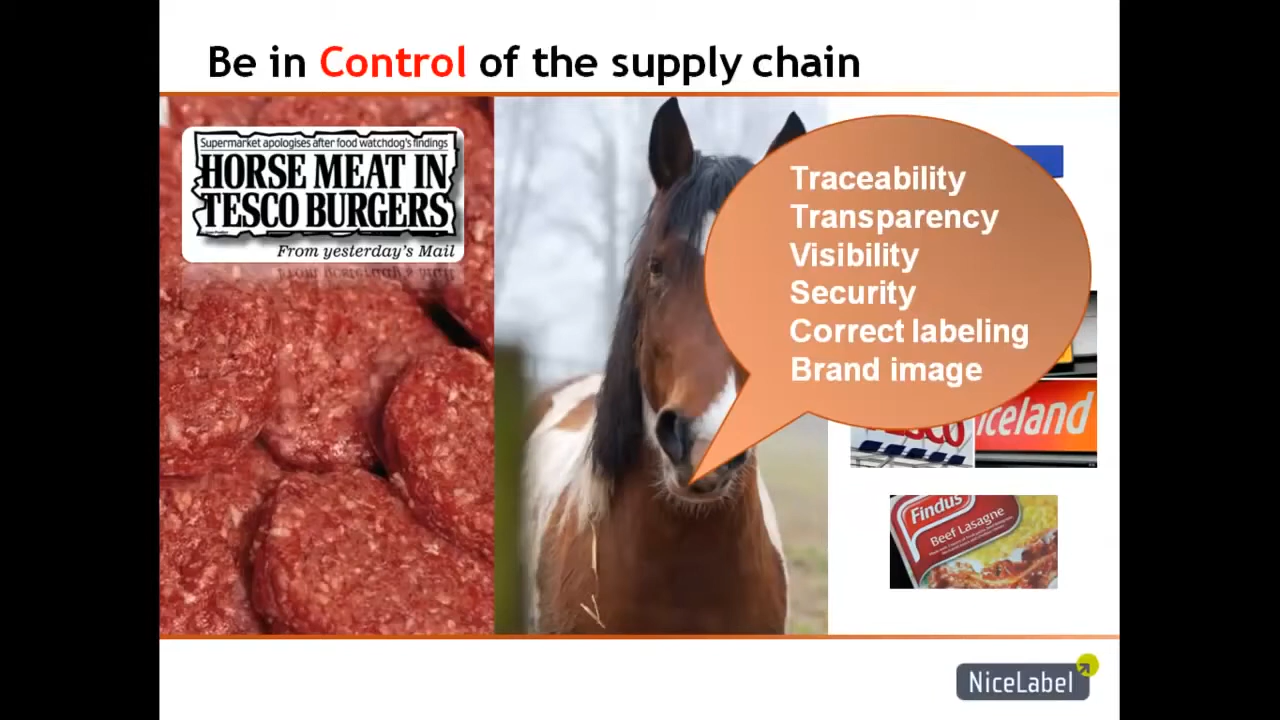 Be in Control of the supply chain
Supermarket apologises after food watchdog's findings
HORSE MEAT IN
TESCO BURGERS
From yesterday's Mail
Traceability
Transparency
Visibility
Security
Correct labeling
Brand image
Iceland
Findus
Beef Lasagne
NiceLabel